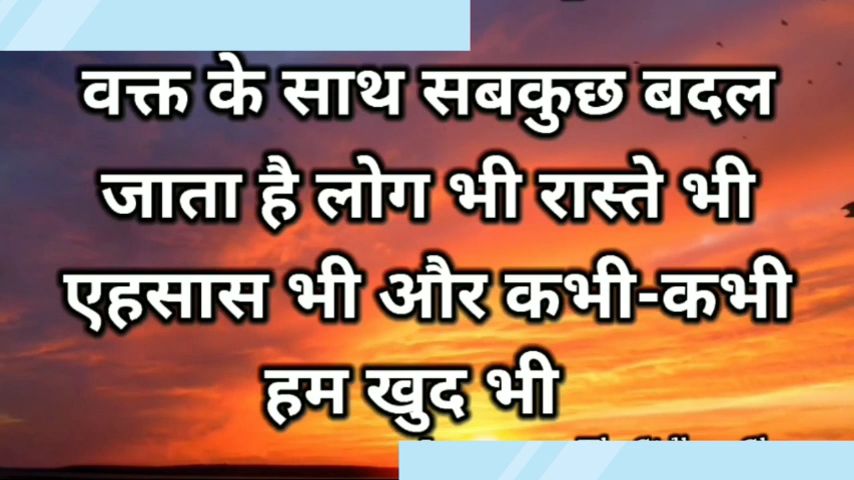 वक्त के साथ सबकुछ बदल
जाता है लोग भी रास्ते भी
एहसास भी और कभी-कभी
हम खुद भी